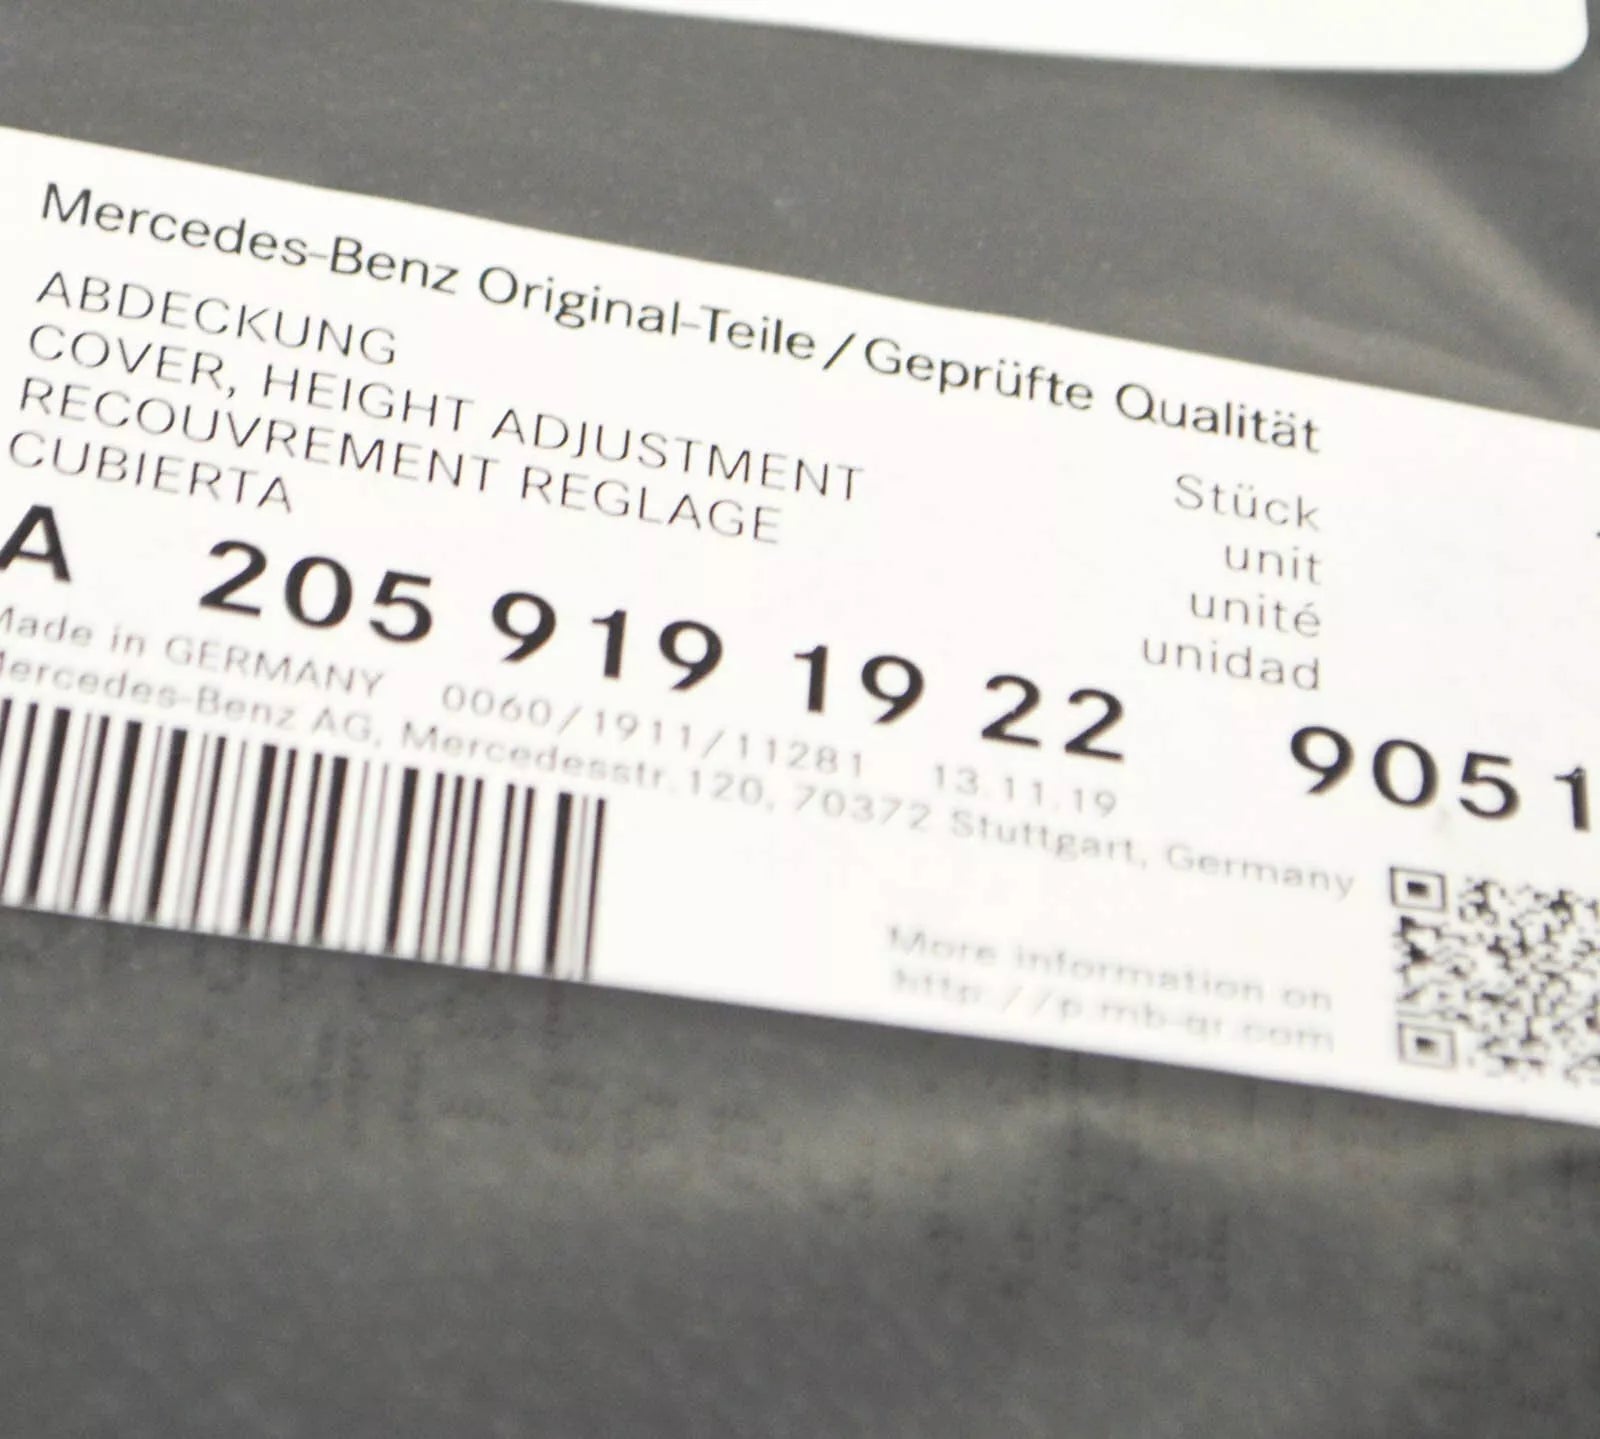 Mercedes-Benz Original-Teile/Geprüfte Qualität
ABDECKUNG
COVER, HEIGHT ADJUSTMENT
RECOUVREMENT REGLAGE
CUBIERTA
Stück
unit
unité
unidad
A 205 919 19 22 9051
Made in GERMANY 0060/1911/11281 13.11.19
Mercedes-Benz AG, Mercedesstr.120, 70372 Stuttgart, Germany
More information on
http://p.mb-qr.com